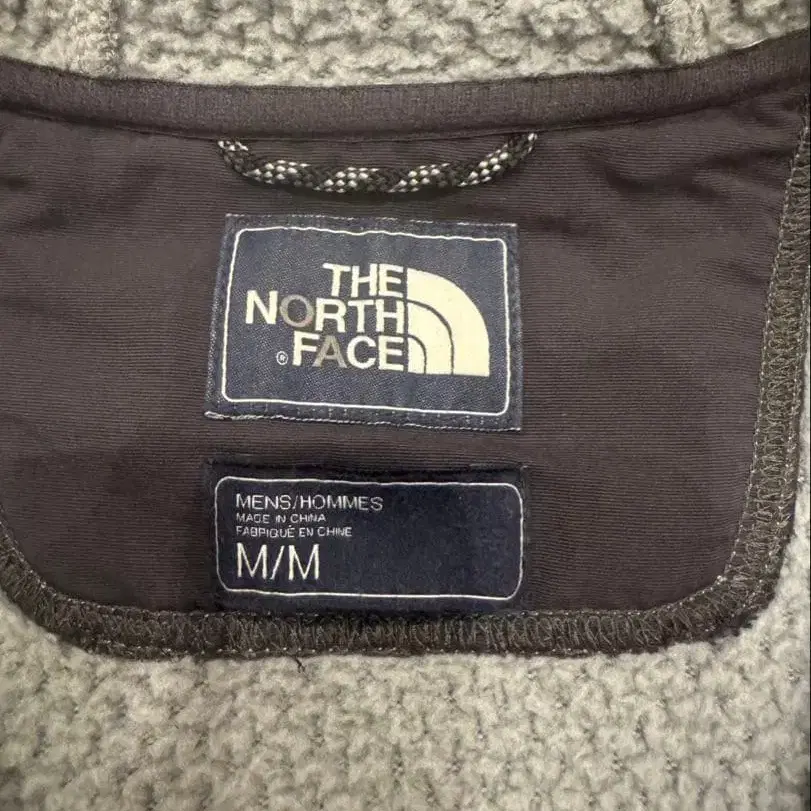 THE
NORTH
® FACE
MENS/HOMMES
MADE IN CHINA
FABRIQUÉ EN CHINE
M/M